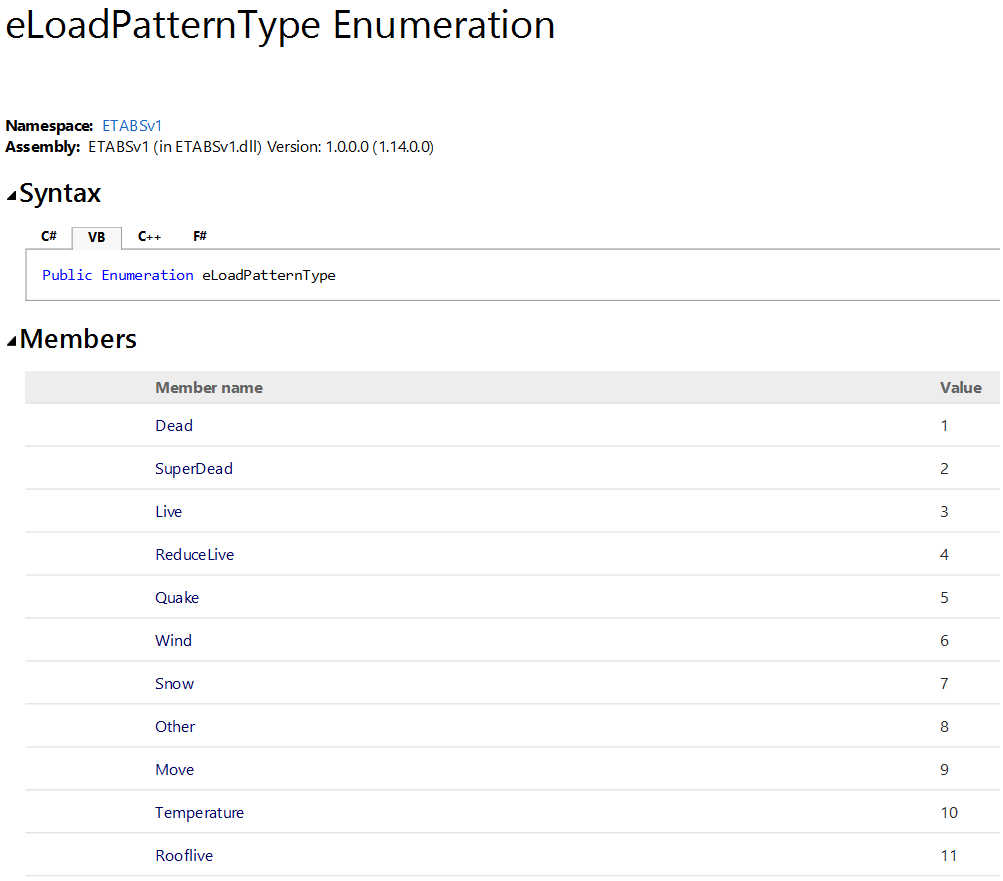 eLoadPatternType Enumeration
Namespace: ETABSv1
Assembly: ETABSv1 (in ETABSv1.dll) Version: 1.0.0.0 (1.14.0.0)
Syntax
C# VB C++ F#
Public Enumeration eLoadPatternType
Members
Member name Value
Dead 1
SuperDead 2
Live 3
ReduceLive 4
Quake 5
Wind 6
Snow 7
Other 8
Move 9
Temperature 10
Rooflive 11